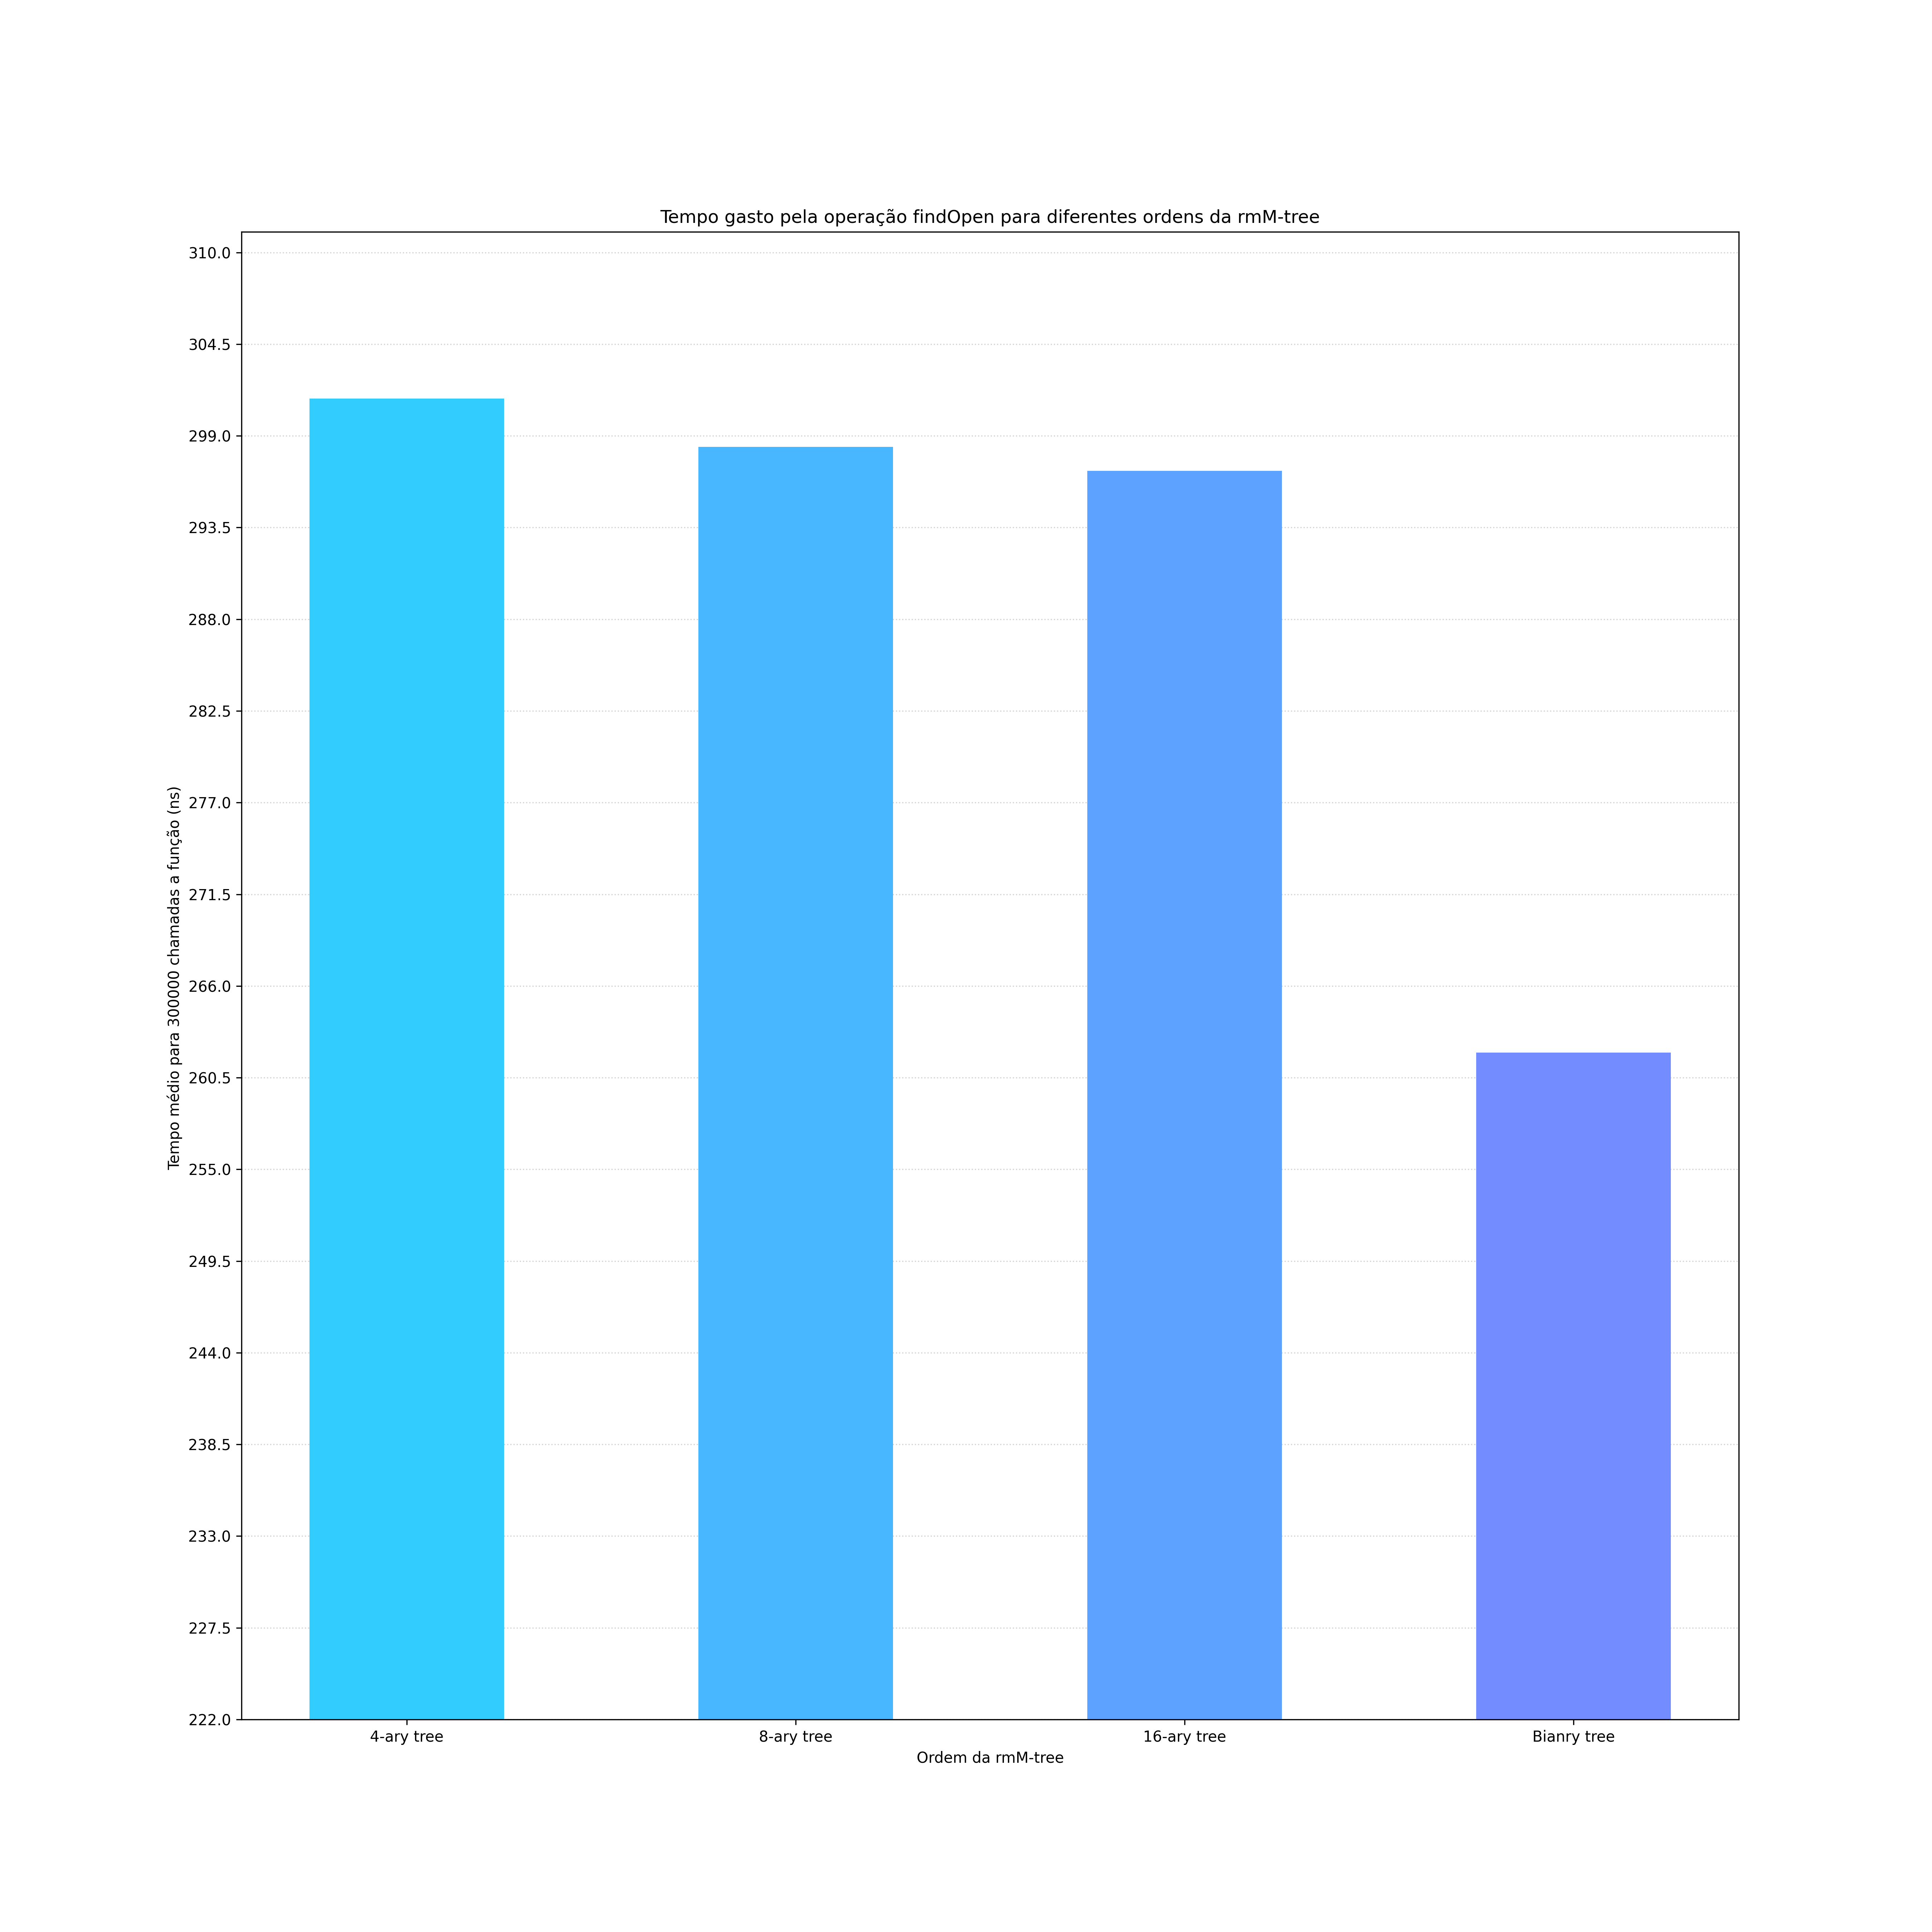 Tempo gasto pela operação findOpen para diferentes ordens da rmM-tree
310.0
304.5
299.0
293.5
288.0
282.5
277.0
271.5
266.0
260.5
255.0
249.5
244.0
238.5
233.0
227.5
222.0
Tempo médio para 300000 chamadas a função (ns)
4-ary tree
8-ary tree
16-ary tree
Bianry tree
Ordem da rmM-tree